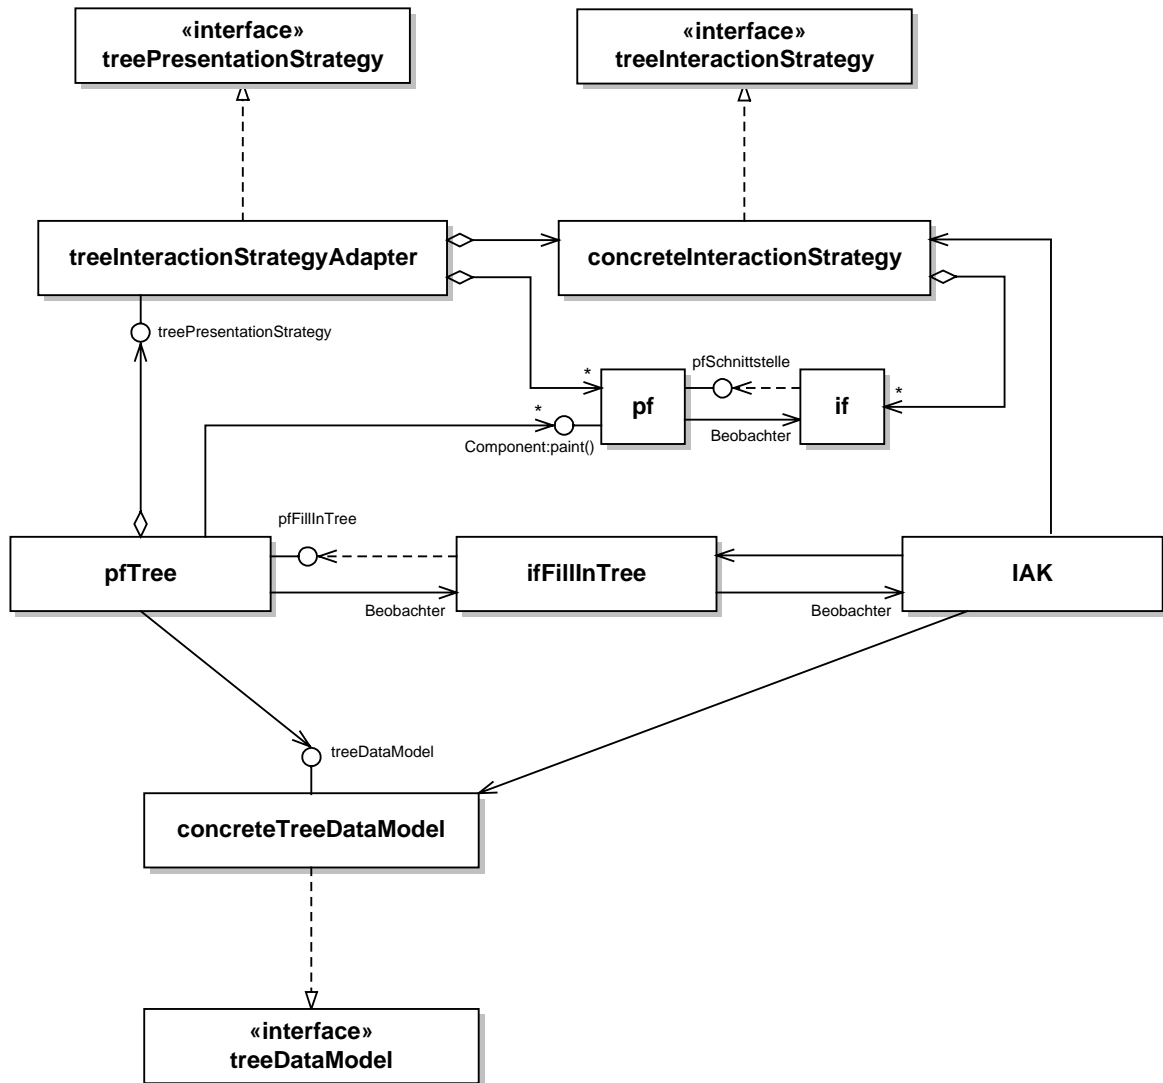 «interface»
treePresentationStrategy
«interface»
treeInteractionStrategy
treeInteractionStrategyAdapter
concreteInteractionStrategy
treePresentationStrategy
pfSchnittstelle
*
pf
if
*
*
Beobachter
Component:paint()
pfFillInTree
pfTree
ifFillInTree
IAK
Beobachter
Beobachter
treeDataModel
concreteTreeDataModel
«interface»
treeDataModel